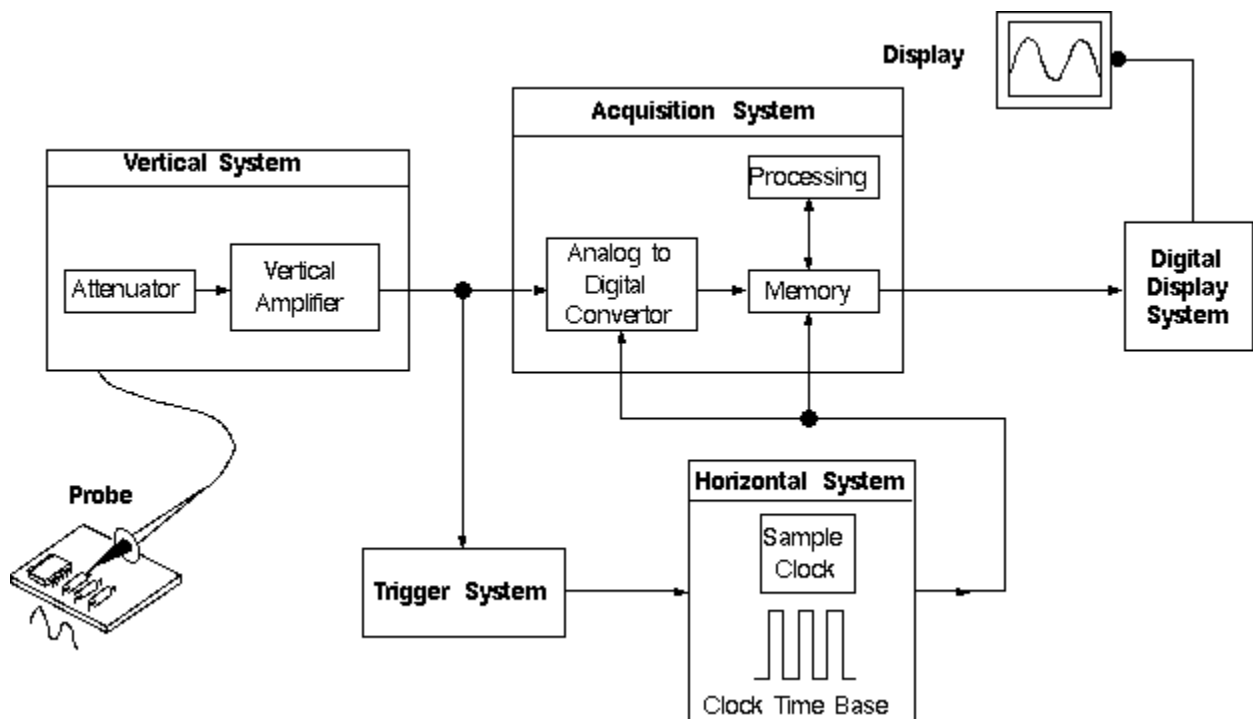 Display
Acquisition System
Vertical System
Processing
Attenuator
Vertical
Amplifier
Analog to
Digital
Convertor
Memory
Digital
Display
System
Probe
Trigger System
Horizontal System
Sample
Clock
Clock Time Base